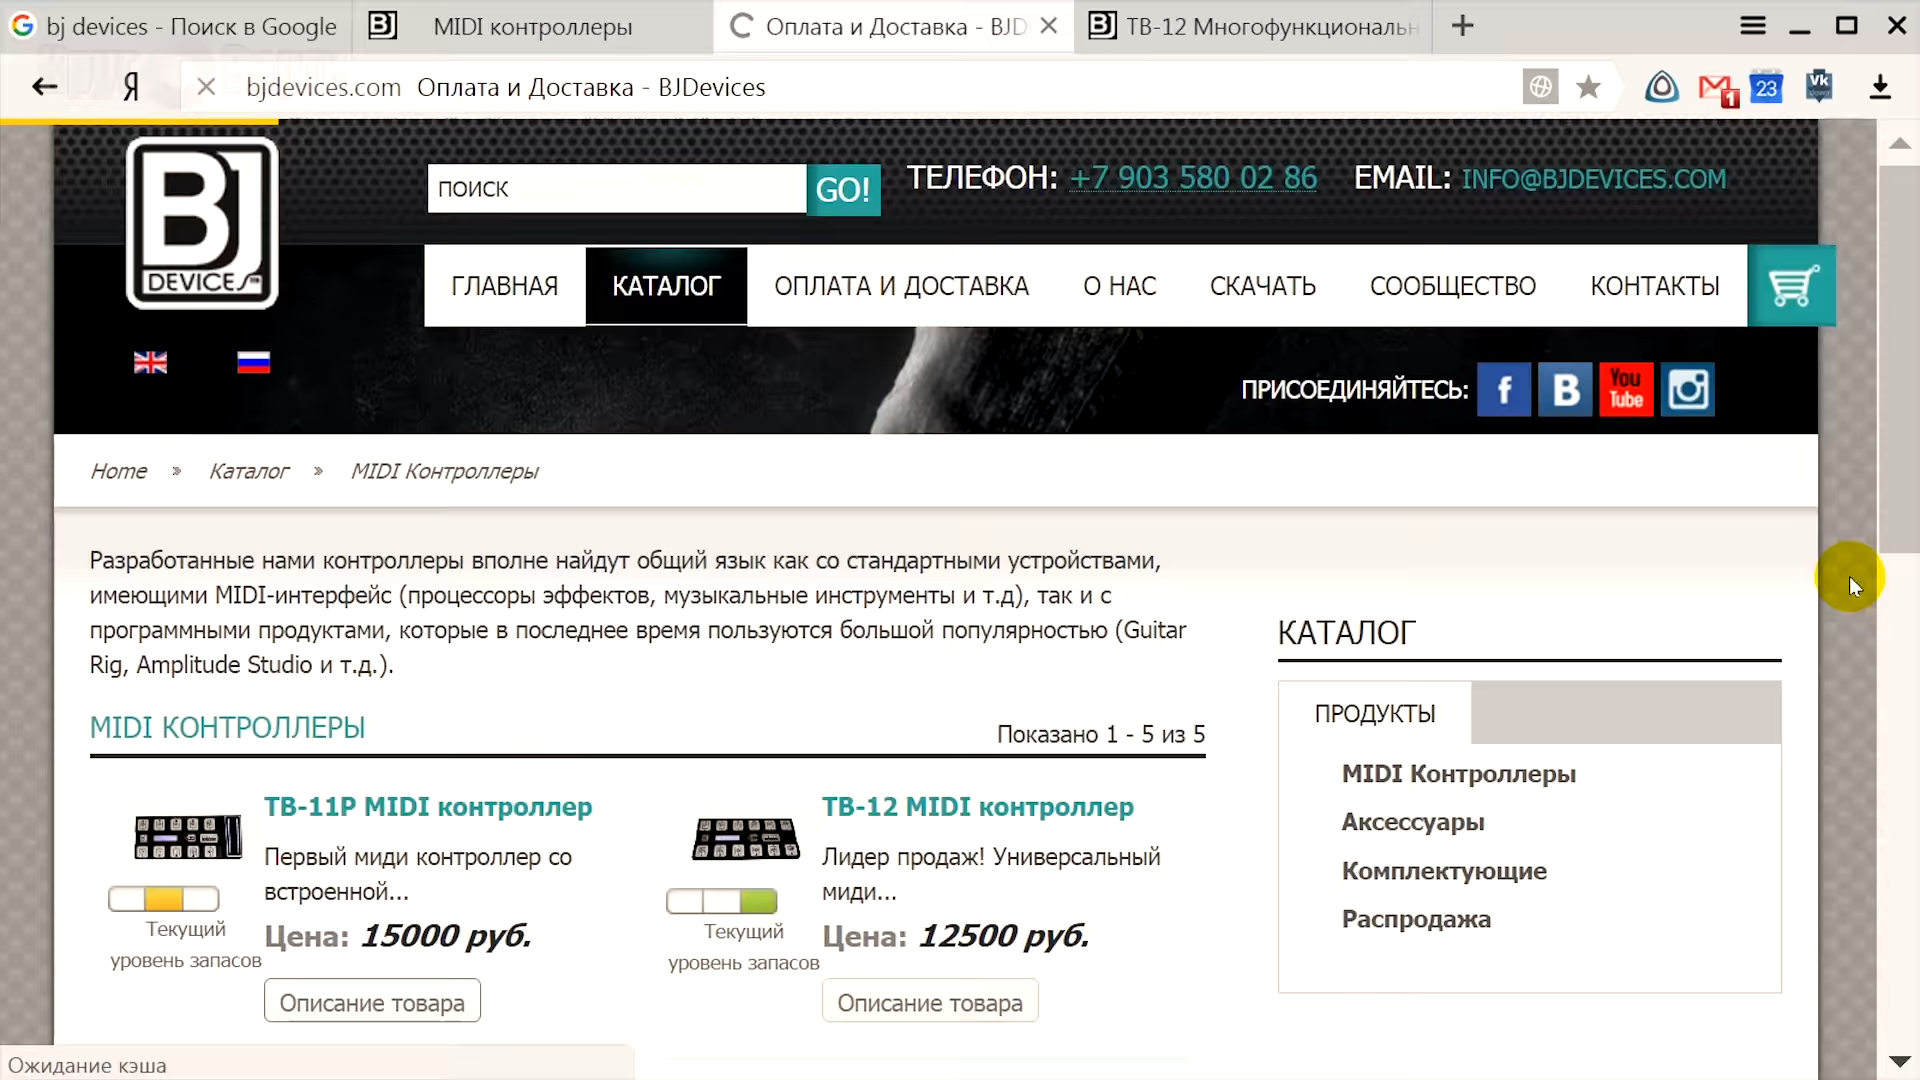 bj devices - Поиск в Google
MIDI контроллеры
Оплата и Доставка - BJD
TB-12 Многофункциональн
Я
bjdevices.com Оплата и Доставка - BJDevices
1
23
Vk
BJ
DEVICES
ПОИСК
GO!
ТЕЛЕФОН: +7 903 580 02 86
EMAIL: INFO@BJDEVICES.COM
ГЛАВНАЯ
КАТАЛОГ
ОПЛАТА И ДОСТАВКА
О НАС
СКАЧАТЬ
СООБЩЕСТВО
КОНТАКТЫ
ПРИСОЕДИНЯЙТЕСЬ:
f
B
You
Tube
Home » Каталог » MIDI Контроллеры
Разработанные нами контроллеры вполне найдут общий язык как со стандартными устройствами,
имеющими MIDI-интерфейс (процессоры эффектов, музыкальные инструменты и т.д), так и с
программными продуктами, которые в последнее время пользуются большой популярностью (Guitar
Rig, Amplitude Studio и т.д.).
MIDI КОНТРОЛЛЕРЫ
Показано 1 - 5 из 5
TB-11P MIDI контроллер
Первый миди контроллер со
встроенной...
Цена: 15000 руб.
Текущий
уровень запасов
Описание товара
TB-12 MIDI контроллер
Лидер продаж! Универсальный
миди...
Цена: 12500 руб.
Текущий
уровень запасов
Описание товара
КАТАЛОГ
ПРОДУКТЫ
MIDI Контроллеры
Аксессуары
Комплектующие
Распродажа
Ожидание кэша